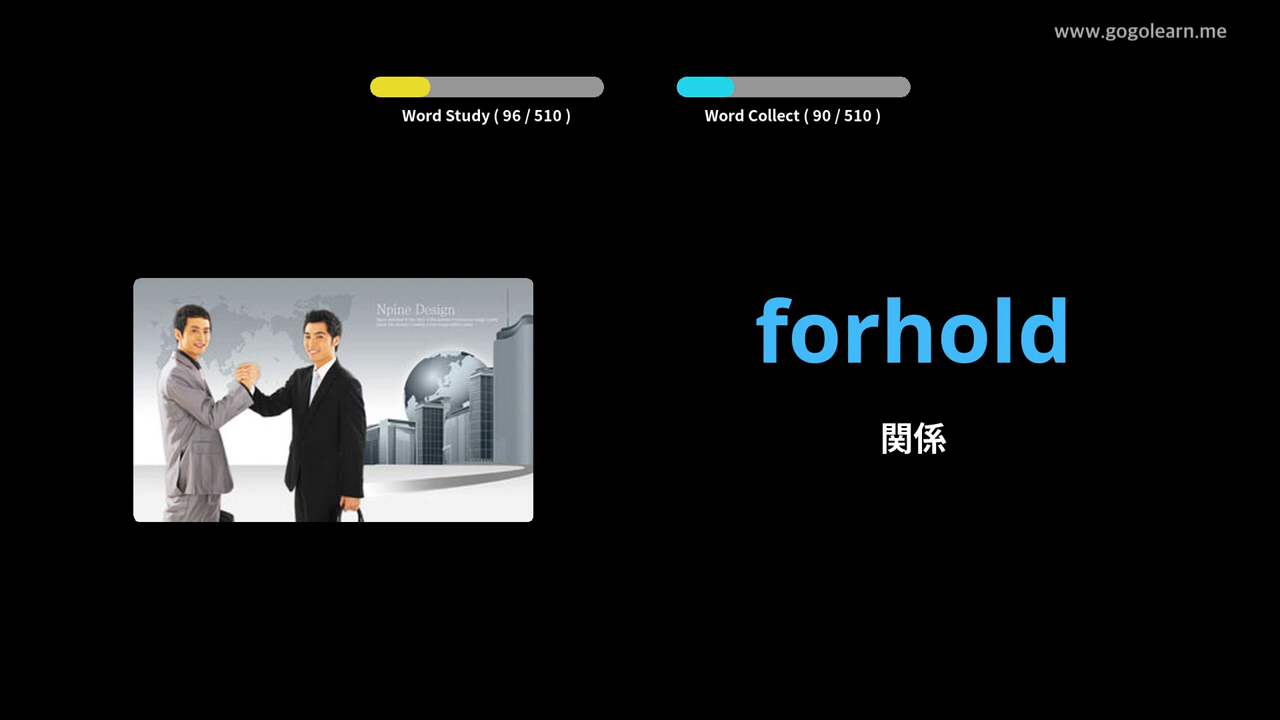 www.gogolearn.me
Word Study ( 96 / 510 )
Word Collect ( 90 / 510 )
Npine Design
forhold
関係